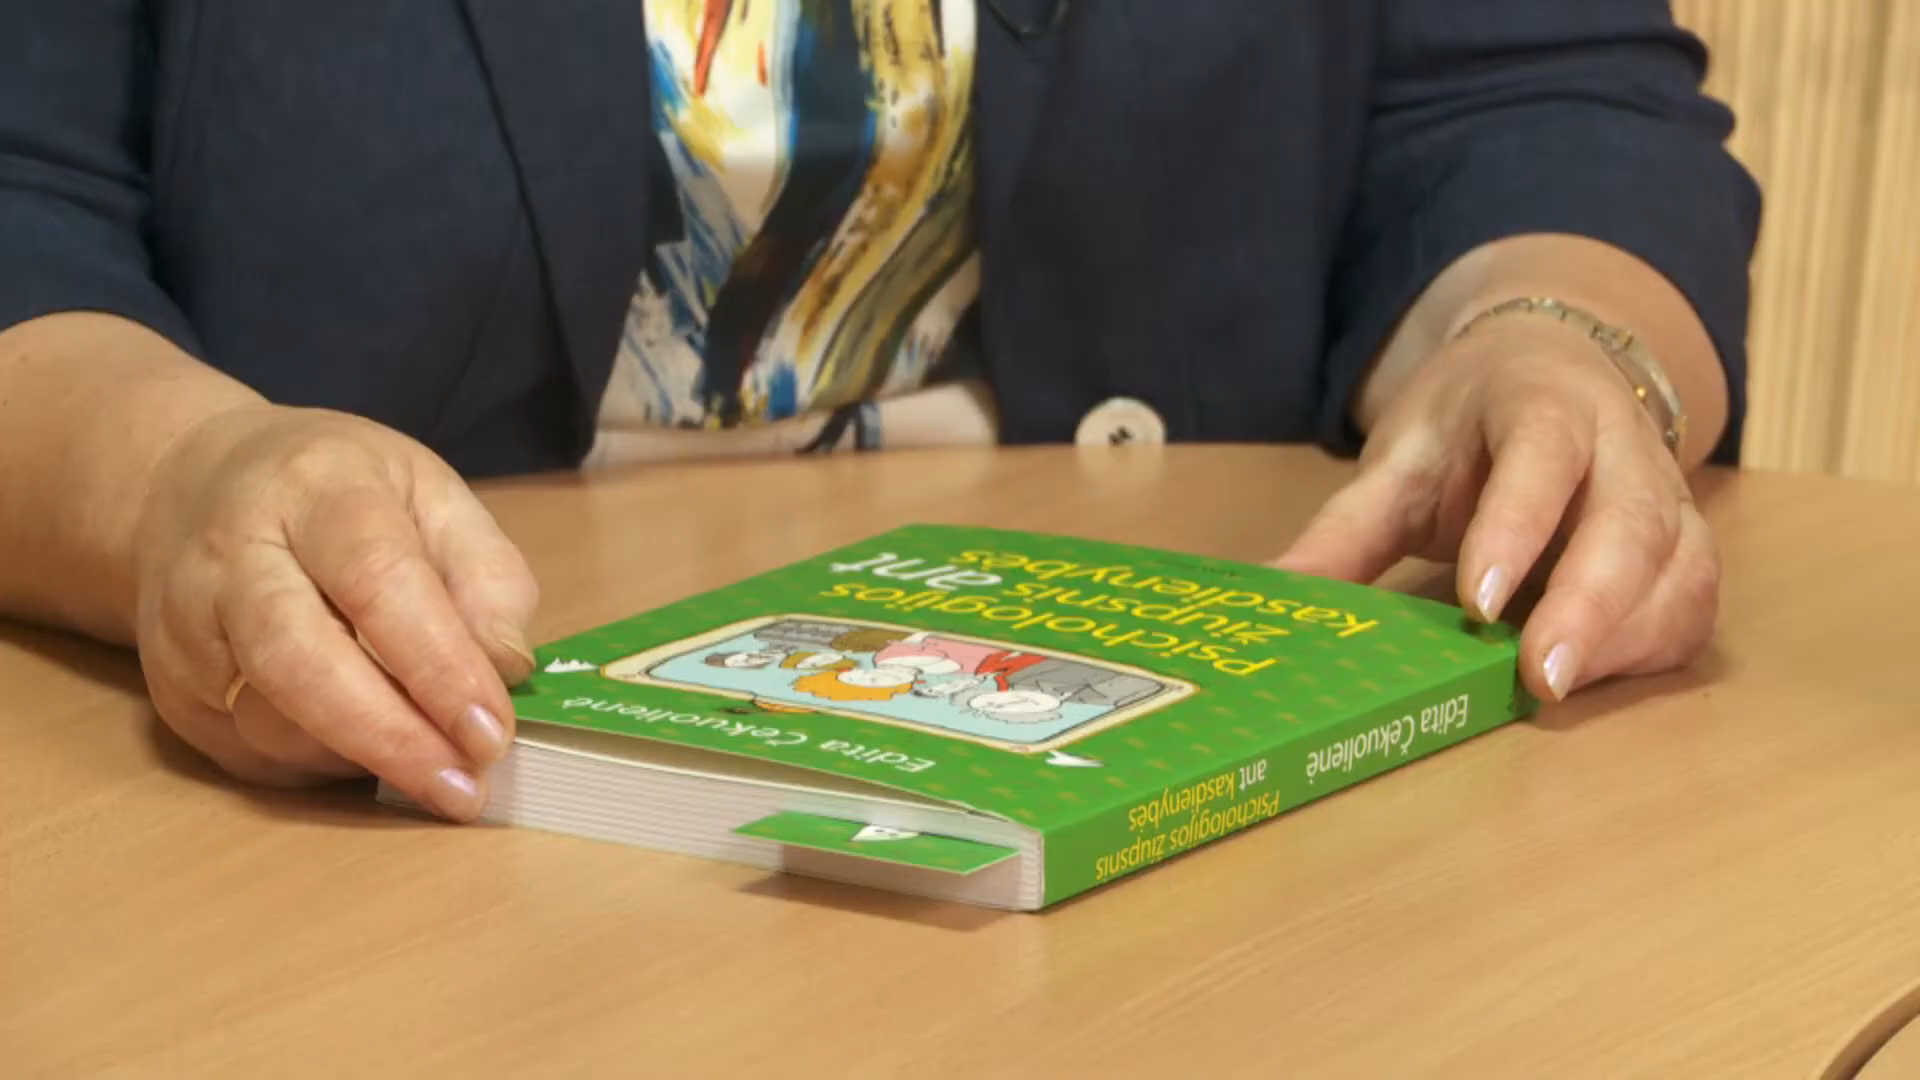 Edita Čekuolienė
Psichologijos
žiupsnis ant
kasdienybės
Edita Čekuolienė
Psichologijos žiupsnis
ant kasdienybės